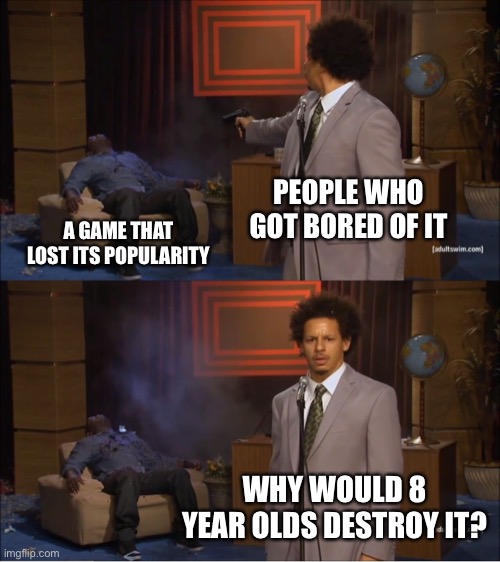 PEOPLE WHO
GOT BORED OF IT
A GAME THAT
LOST ITS POPULARITY
[adultswim.com]
WHY WOULD 8
YEAR OLDS DESTROY IT?
imgflip.com